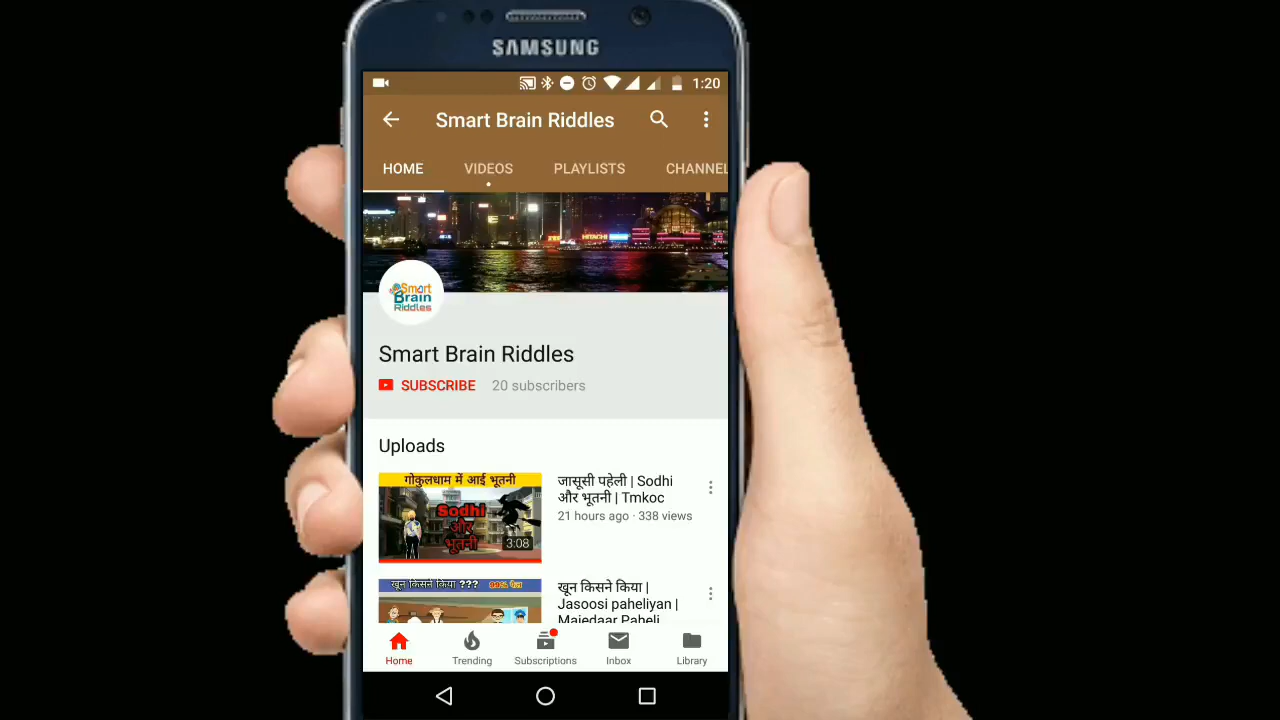 SAMSUNG
1:20
Smart Brain Riddles
HOME VIDEOS PLAYLISTS CHANNEL
HITACHI
Smart
Brain
Riddles
Smart Brain Riddles
SUBSCRIBE 20 subscribers
Uploads
गोकुलधाम में आई भूतनी
Sodhi
और
भूतनी
3:08
जासूसी पहेली | Sodhi
और भूतनी | Tmkoc
21 hours ago · 338 views
खून किसने किया ??? 99% फेल
खून किसने किया |
Jasoosi paheliyan |
Majedaar Paheli
Home Trending Subscriptions Inbox Library